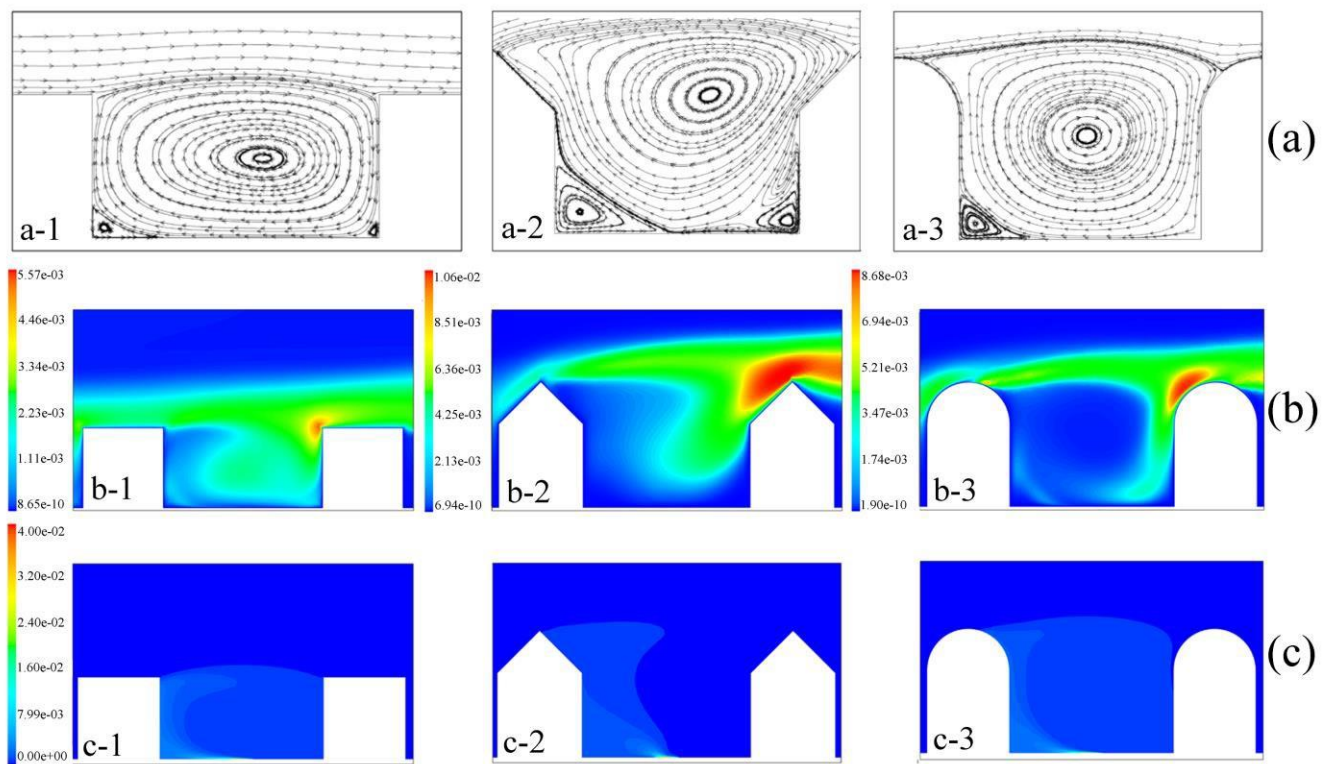 a-1
a-2
a-3
(a)
5.57e-03
4.46e-03
3.34e-03
2.23e-03
1.11e-03
8.65e-10
b-1
1.06e-02
8.51e-03
6.36e-03
4.25e-03
2.13e-03
6.94e-10
b-2
8.68e-03
6.94e-03
5.21e-03
3.47e-03
1.74e-03
1.90e-10
b-3
(b)
4.00e-02
3.20e-02
2.40e-02
1.60e-02
7.99e-03
0.00e+00
c-1
c-2
c-3
(c)